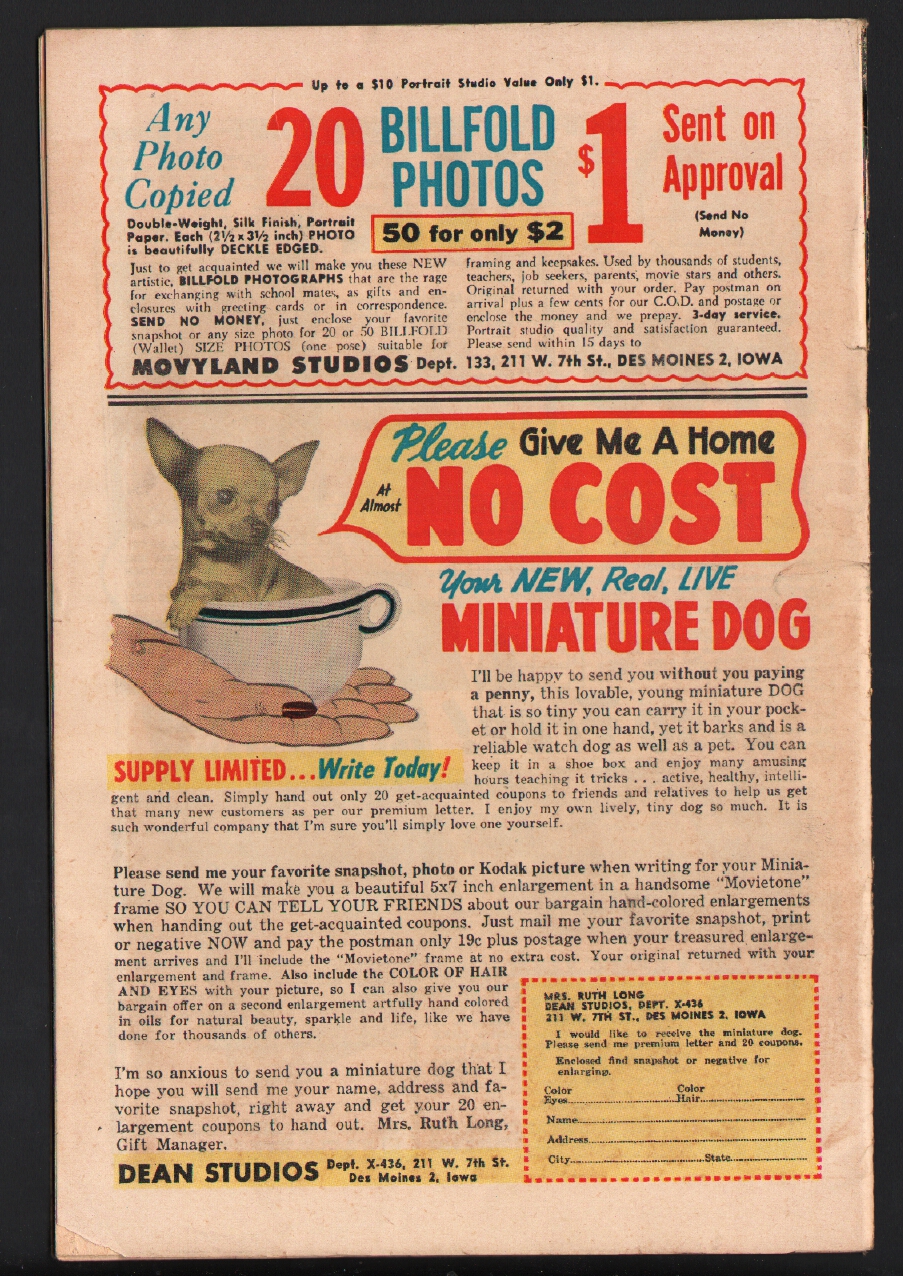 Up to a $10 Portrait Studio Value Only $1.
Any
Photo
Copied
20
BILLFOLD
PHOTOS
50 for only $2
$1
Sent on
Approval
(Send No
Money)
Double-Weight, Silk Finish, Portrait
Paper. Each (2½ x 3½ inch) PHOTO
is beautifully DECKLE EDGED.
Just to get acquainted we will make you these NEW
artistic, BILLFOLD PHOTOGRAPHS that are the rage
for exchanging with school mates, as gifts and en-
closures with greeting cards or in correspondence.
SEND NO MONEY, just enclose your favorite
snapshot or any size photo for 20 or 50 BILLFOLD
(Wallet) SIZE PHOTOS (one pose) suitable for
framing and keepsakes. Used by thousands of students,
teachers, job seekers, parents, movie stars and others.
Original returned with your order. Pay postman on
arrival plus a few cents for our C.O.D. and postage or
enclose the money and we prepay. 3-day service.
Portrait studio quality and satisfaction guaranteed.
Please send within 15 days to
MOVYLAND STUDIOS Dept. 133, 211 W. 7th St., DES MOINES 2, IOWA
Please Give Me A Home
At
Almost
NO COST
Your NEW, Real, LIVE
MINIATURE DOG
I'll be happy to send you without you paying
a penny, this lovable, young miniature DOG
that is so tiny you can carry it in your pock-
et or hold it in one hand, yet it barks and is a
reliable watch dog as well as a pet. You can
keep it in a shoe box and enjoy many amusing
hours teaching it tricks . . . active, healthy, intelli-
SUPPLY LIMITED...Write Today!
gent and clean. Simply hand out only 20 get-acquainted coupons to friends and relatives to help us get
that many new customers as per our premium letter. I enjoy my own lively, tiny dog so much. It is
such wonderful company that I'm sure you'll simply love one yourself.
Please send me your favorite snapshot, photo or Kodak picture when writing for your Minia-
ture Dog. We will make you a beautiful 5x7 inch enlargement in a handsome "Movietone"
frame SO YOU CAN TELL YOUR FRIENDS about our bargain hand-colored enlargements
when handing out the get-acquainted coupons. Just mail me your favorite snapshot, print
or negative NOW and pay the postman only 19c plus postage when your treasured enlarge-
ment arrives and I'll include the "Movietone" frame at no extra cost. Your original returned with your
enlargement and frame. Also include the COLOR OF HAIR
AND EYES with your picture, so I can also give you our
bargain offer on a second enlargement artfully hand colored
in oils for natural beauty, sparkle and life, like we have
done for thousands of others.
I'm so anxious to send you a miniature dog that I
hope you will send me your name, address and fa-
vorite snapshot, right away and get your 20 en-
largement coupons to hand out. Mrs. Ruth Long,
Gift Manager.
DEAN STUDIOS Dept. X-436, 211 W. 7th St.
Des Moines 2, Iowa
MRS. RUTH LONG
DEAN STUDIOS, DEPT. X-436
211 W. 7TH ST., DES MOINES 2, IOWA
I would like to receive the miniature dog.
Please send me premium letter and 20 coupons.
Enclosed find snapshot or negative for
enlarging.
Color Color
Eyes Hair
Name
Address
City State